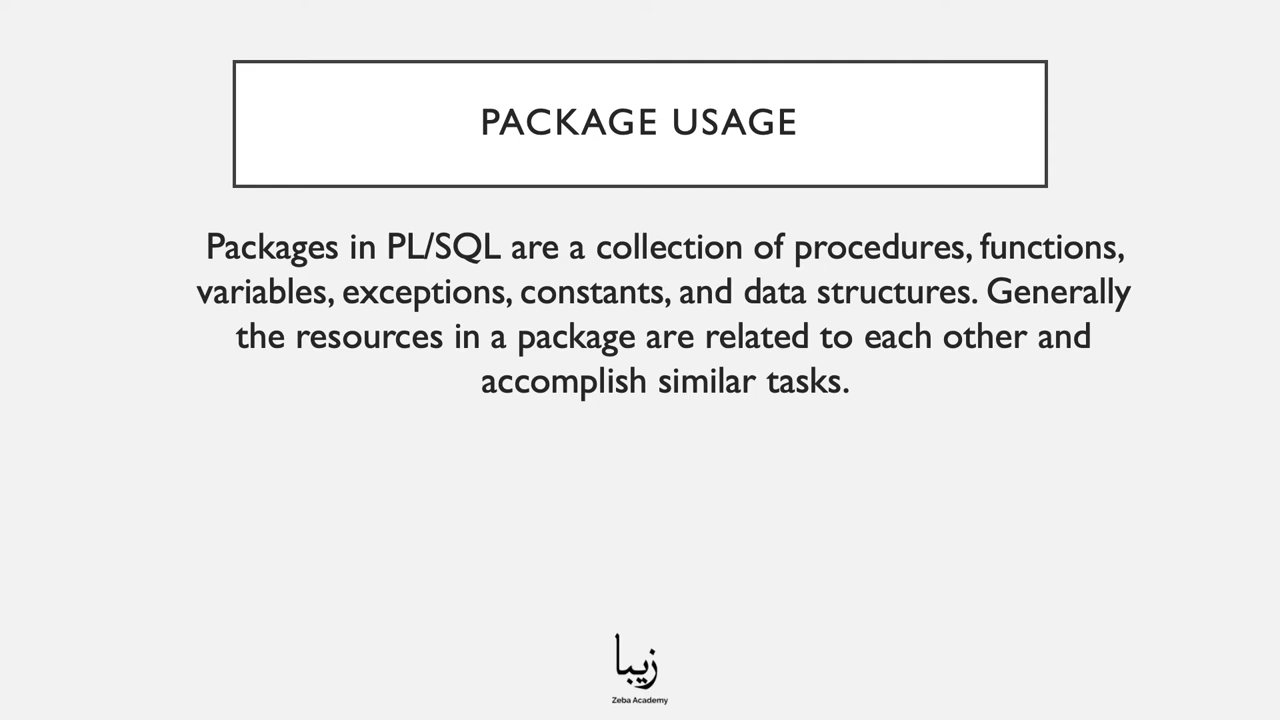 PACKAGE USAGE
Packages in PL/SQL are a collection of procedures, functions,
variables, exceptions, constants, and data structures. Generally
the resources in a package are related to each other and
accomplish similar tasks.
زیبا
Zeba Academy